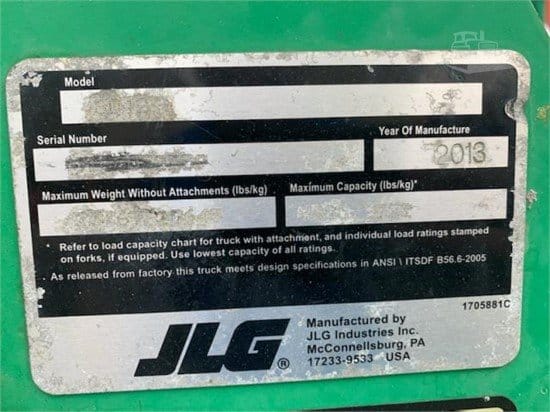 Model
Serial Number
Year Of Manufacture
2013
Maximum Weight Without Attachments (lbs/kg)
Maximum Capacity (lbs/kg)*
* Refer to load capacity chart for truck with attachment, and individual load ratings stamped
on forks, if equipped. Use lowest capacity of all ratings.
As released from factory this truck meets design specifications in ANSI \ ITSDF B56.6-2005
1705881C
JLG®
Manufactured by
JLG Industries Inc.
McConnellsburg, PA
17233-9533 USA